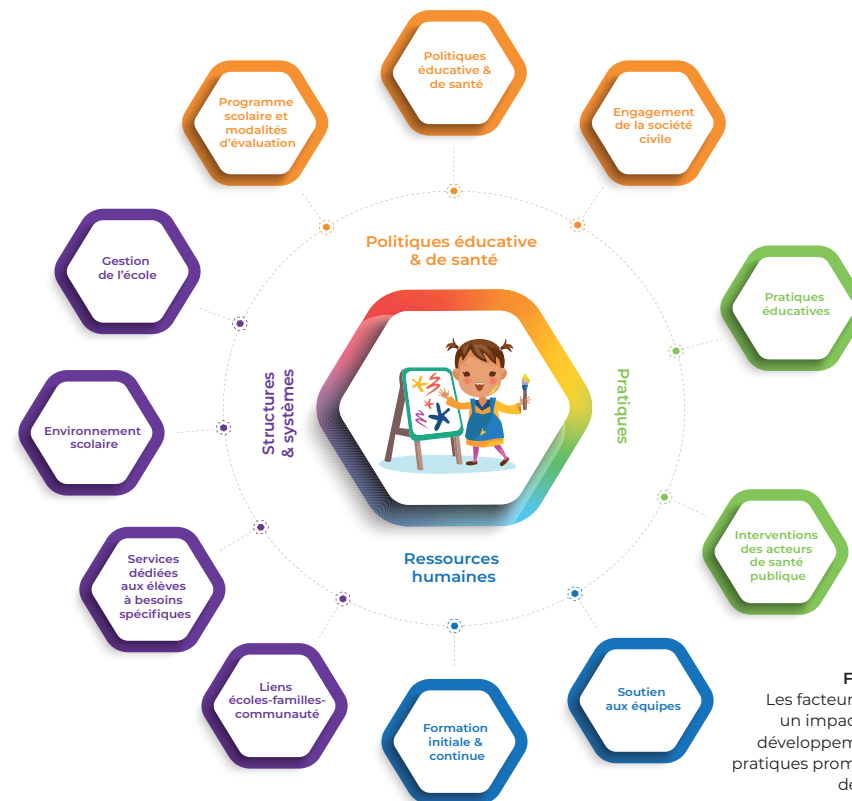 Politiques
éducative &
de santé
Programme
scolaire et
modalités
d'évaluation
Engagement
de la société
civile
Politiques éducative
& de santé
Gestion
de l'école
Pratiques
éducatives
Structures
& systèmes
Pratiques
Environnement
scolaire
Interventions
des acteurs
de santé
publique
Services
dédiées
aux élèves
à besoins
spécifiques
Ressources
humaines
Liens
écoles-familles-
communauté
Soutien
aux équipes
Formation
initiale &
continue
F
Les facteur
un impac
développem
pratiques prom
de